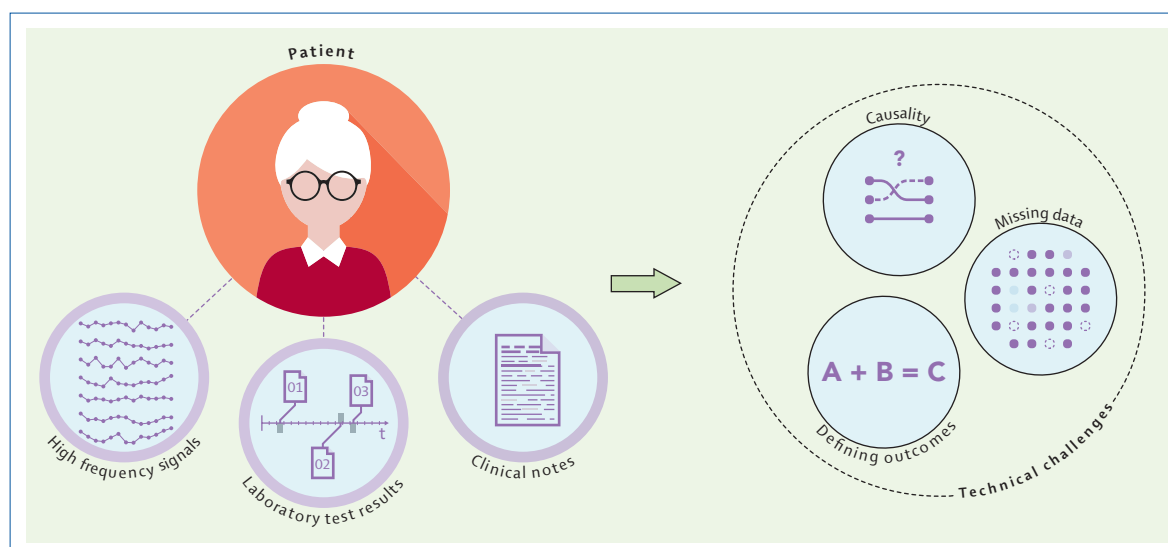 Patient
High frequency signals
01
03
t
02
Laboratory test results
Clinical notes
Causality
?
Missing data
A + B = C
Defining outcomes
Technical challenges